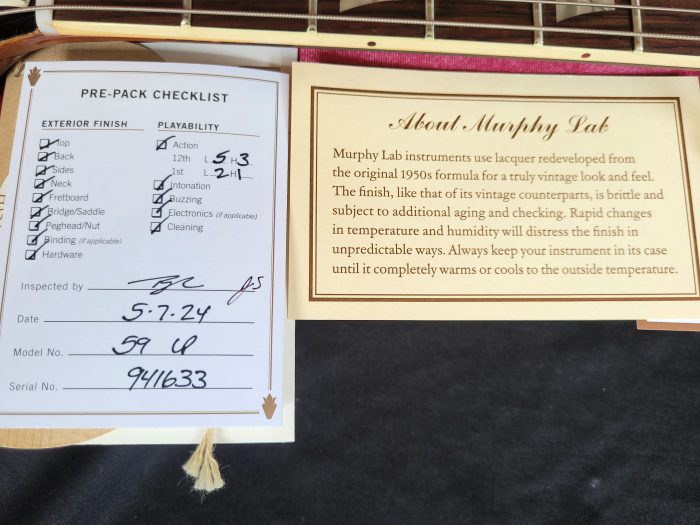 PRE-PACK CHECKLIST
EXTERIOR FINISH
Top
Back
Sides
Neck
Fretboard
Bridge/Saddle
Peghead/Nut
Binding (if applicable)
Hardware
PLAYABILITY
Action
12th L 5 H 3
1st L 2 H 1
Intonation
Buzzing
Electronics (if applicable)
Cleaning
Inspected by JS
Date 5-7-24
Model No. 59 LP
Serial No. 941633
About Murphy Lab
Murphy Lab instruments use lacquer redeveloped from
the original 1950s formula for a truly vintage look and feel.
The finish, like that of its vintage counterparts, is brittle and
subject to additional aging and checking. Rapid changes
in temperature and humidity will distress the finish in
unpredictable ways. Always keep your instrument in its case
until it completely warms or cools to the outside temperature.